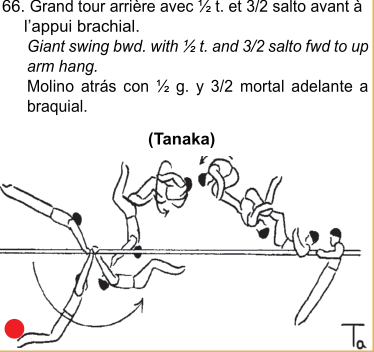 66. Grand tour arrière avec ½ t. et 3/2 salto avant à
l'appui brachial.
Giant swing bwd. with ½ t. and 3/2 salto fwd to up
arm hang.
Molino atrás con ½ g. y 3/2 mortal adelante a
braquial.
(Tanaka)
Ta